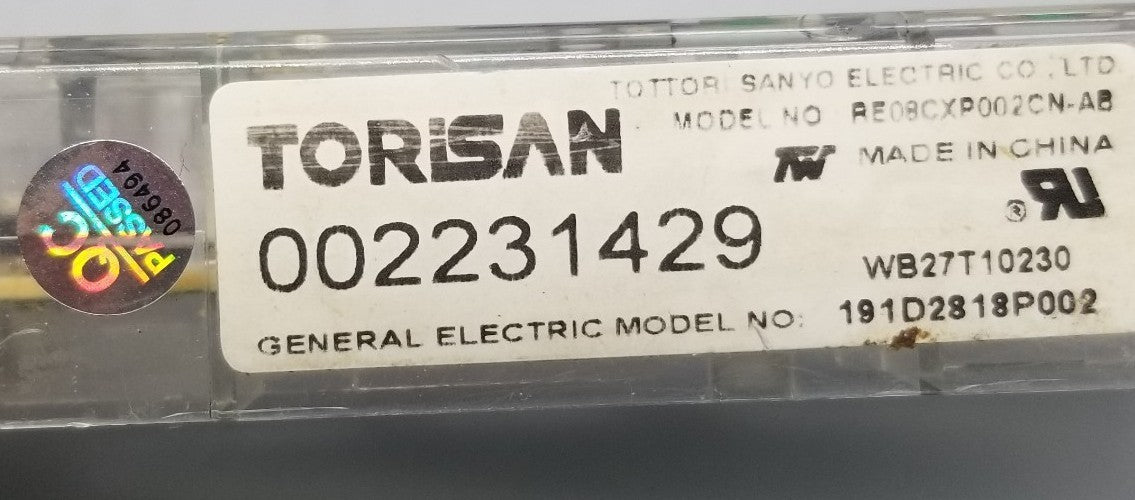 TOTTORI SANYO ELECTRIC CO., LTD
MODEL NO RE08CXP002CN-AB
TORiSAN
MADE IN CHINA
002231429
WB27T10230
GENERAL ELECTRIC MODEL NO: 191D2818P002
QC
PASSED
086494